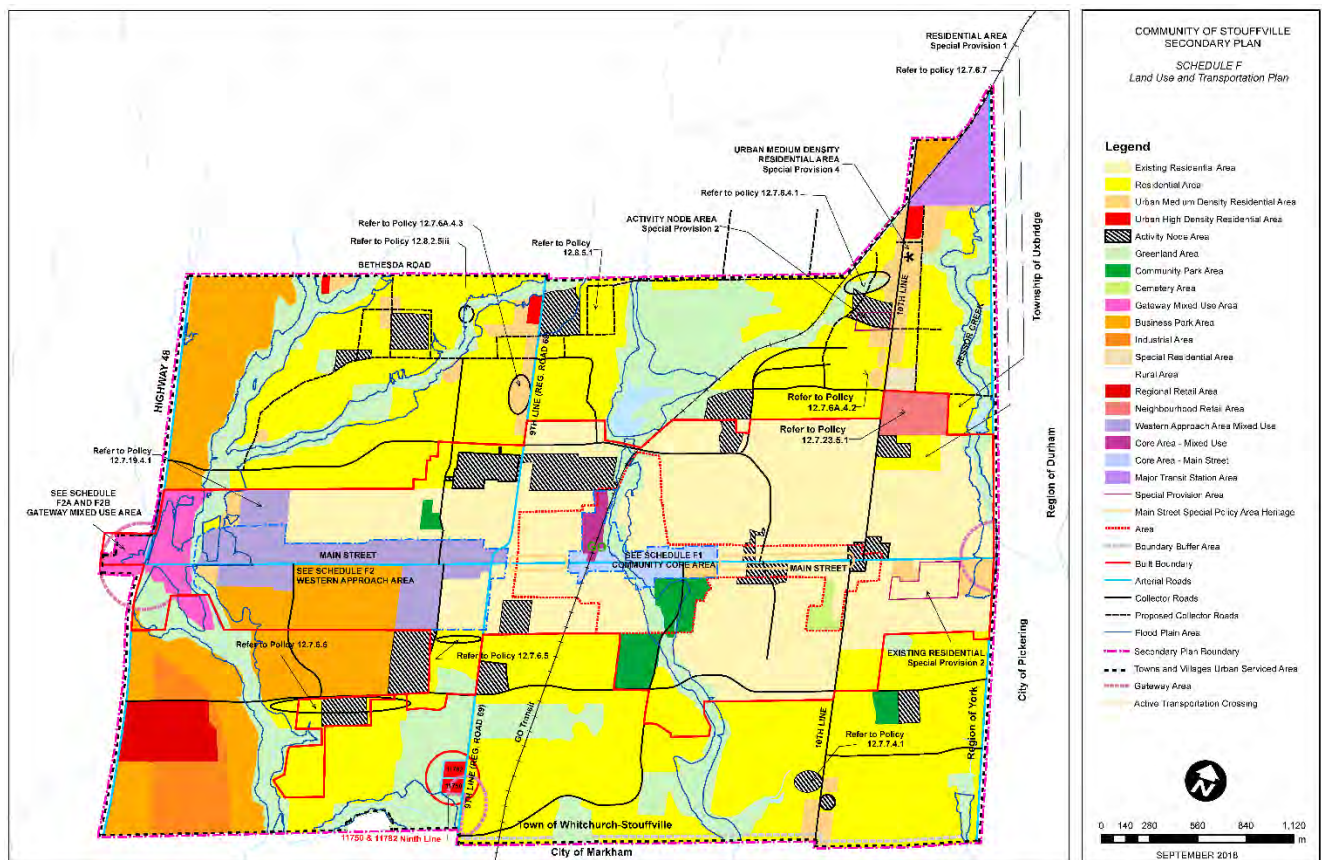 RESIDENTIAL AREA
Special Provision 1
Refer to policy 12.7.6.7
URBAN MEDIUM DENSITY
RESIDENTIAL AREA
Special Provision 4
Refer to policy 12.7.6.4.1
ACTIVITY NODE AREA
Special Provision 2
Refer to Policy 12.7.6A.4.3
Refer to Policy 12.8.2.5iii
Refer to Policy
12.8.5.1
BETHESDA ROAD
HIGHWAY 48
9TH LINE (REG. ROAD 69)
10TH LINE
Township of Uxbridge
Refer to Policy
12.7.6A.4.2
Refer to Policy
12.7.23.5.1
Refer to Policy
12.7.19.4.1
SEE SCHEDULE
F2A AND F2B
GATEWAY MIXED USE AREA
MAIN STREET
SEE SCHEDULE F2
WESTERN APPROACH AREA
SEE SCHEDULE F1
COMMUNITY CORE AREA
MAIN STREET
Region of Durham
EXISTING RESIDENTIAL
Special Provision 2
Refer to Policy 12.7.6.5
City of Pickering
Region of York
GO Transit
9TH LINE (REG. ROAD 69)
10TH LINE
Refer to Policy
12.7.7.4.1
11750 & 11782 Ninth Line
Town of Whitchurch-Stouffville
City of Markham
COMMUNITY OF STOUFFVILLE
SECONDARY PLAN
SCHEDULE F
Land Use and Transportation Plan
Legend
Existing Residential Area
Residential Area
Urban Medium Density Residential Area
Urban High Density Residential Area
Activity Node Area
Greenland Area
Community Park Area
Cemetery Area
Gateway Mixed Use Area
Business Park Area
Industrial Area
Special Residential Area
Rural Area
Regional Retail Area
Neighbourhood Retail Area
Western Approach Area Mixed Use
Core Area - Mixed Use
Core Area - Main Street
Major Transit Station Area
Special Provision Area
Main Street Special Policy Area Heritage
Area
Boundary Buffer Area
Built Boundary
Arterial Roads
Collector Roads
Proposed Collector Roads
Flood Plain Area
Secondary Plan Boundary
Towns and Villages Urban Serviced Area
Gateway Area
Active Transportation Crossing
N
0 140 280 560 840 1,120
m
SEPTEMBER 2018